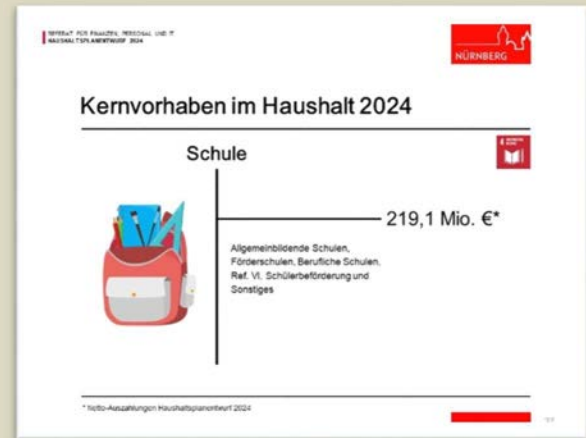 REFERAT FÜR FINANZEN, PERSONAL UND IT
HAUSHALTSPLANENTWURF 2024
NÜRNBERG
Kernvorhaben im Haushalt 2024
Schule
219,1 Mio. €*
Allgemeinbildende Schulen,
Förderschulen, Berufliche Schulen,
Ref. VI. Schülerbeförderung und
Sonstiges
* Netto-Auszahlungen Haushaltsplanentwurf 2024